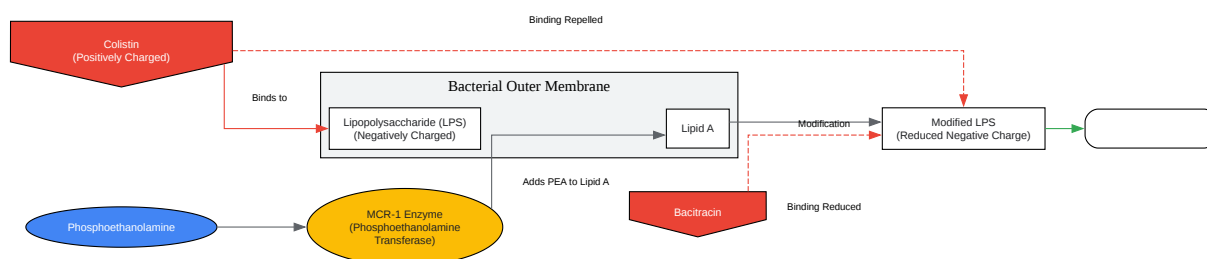 Binding Repelled
Colistin
(Positively Charged)
Binds to
Bacterial Outer Membrane
Lipopolysaccharide (LPS)
(Negatively Charged)
Lipid A
Modification
Modified LPS
(Reduced Negative Charge)
Adds PEA to Lipid A
Phosphoethanolamine
MCR-1 Enzyme
(Phosphoethanolamine
Transferase)
Bacitracin
Binding Reduced